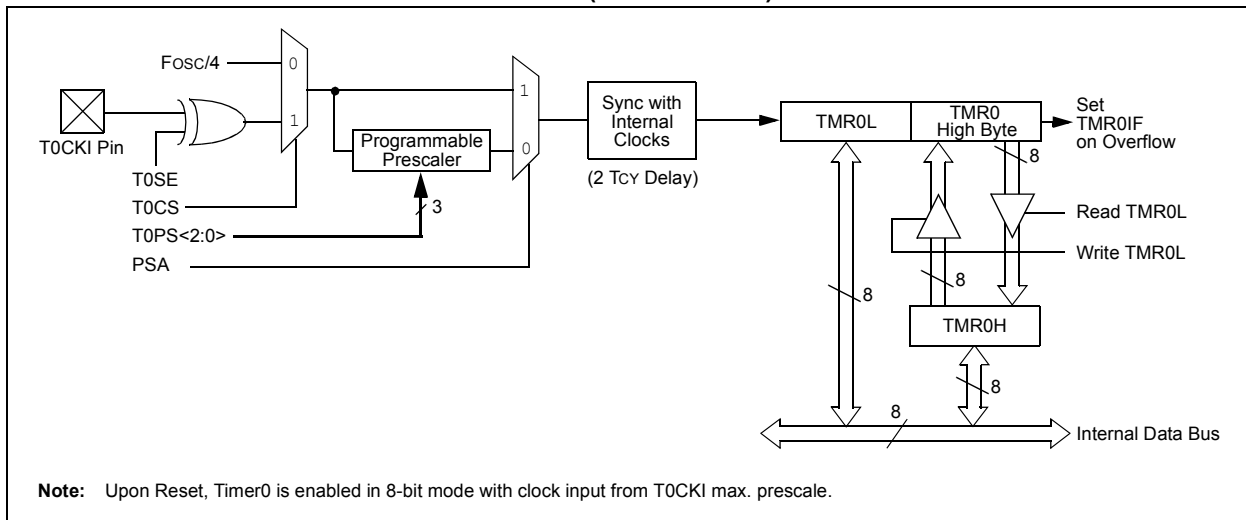 Fosc/4
0
1
T0CKI Pin
T0SE
T0CS
T0PS<2:0>
PSA
Programmable
Prescaler
3
1
0
Sync with
Internal
Clocks
(2 TCY Delay)
TMR0L
TMR0
High Byte
Set
TMR0IF
on Overflow
8
Read TMR0L
Write TMR0L
8
8
TMR0H
8
8
Internal Data Bus
Note: Upon Reset, Timer0 is enabled in 8-bit mode with clock input from T0CKI max. prescale.